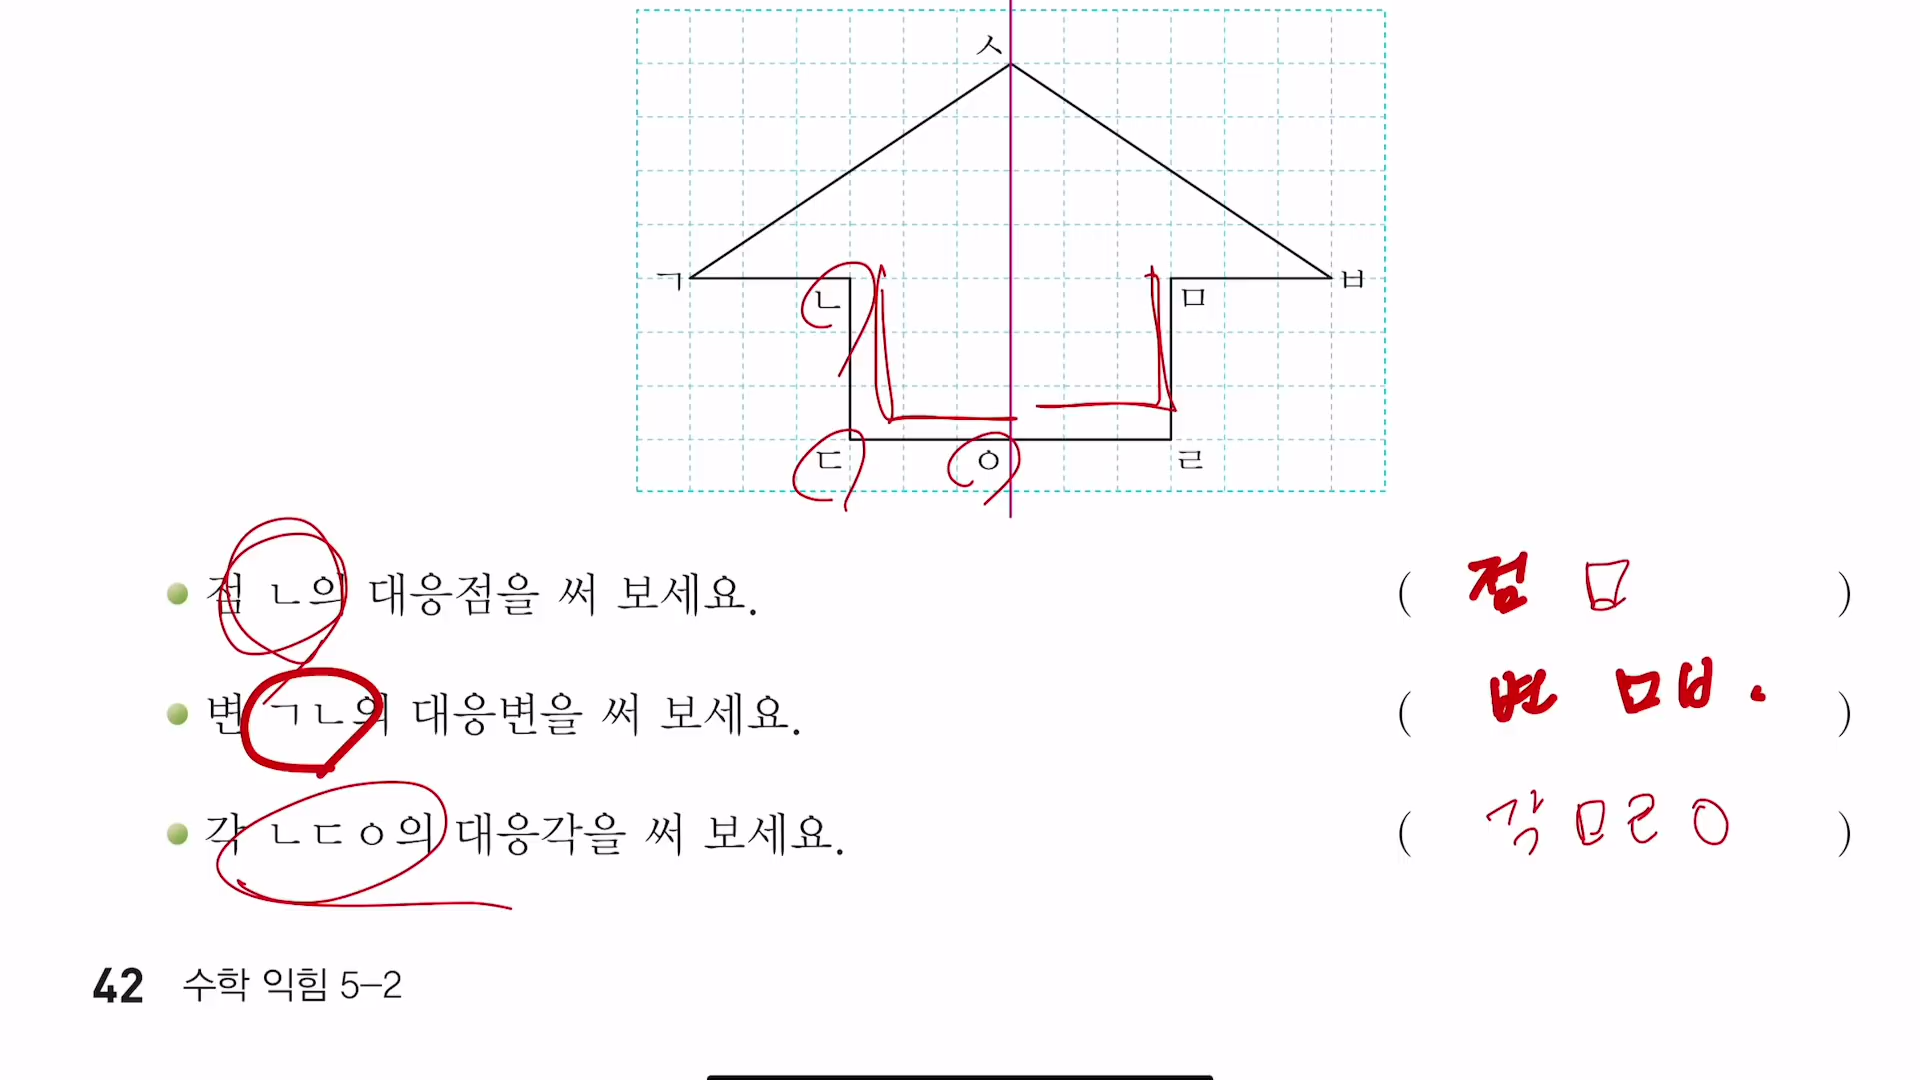 ㅅ
ㄱ ㅂ
ㄴ ㅁ
ㄷ ㅇ ㄹ
점 ㄴ의 대응점을 써 보세요. ( 점 ㅁ )
변 ㄱㄴ의 대응변을 써 보세요. ( 변 ㅁㅂ. )
각 ㄴㄷㅇ의 대응각을 써 보세요. ( 각 ㅁㄹㅇ )
42 수학 익힘 5-2